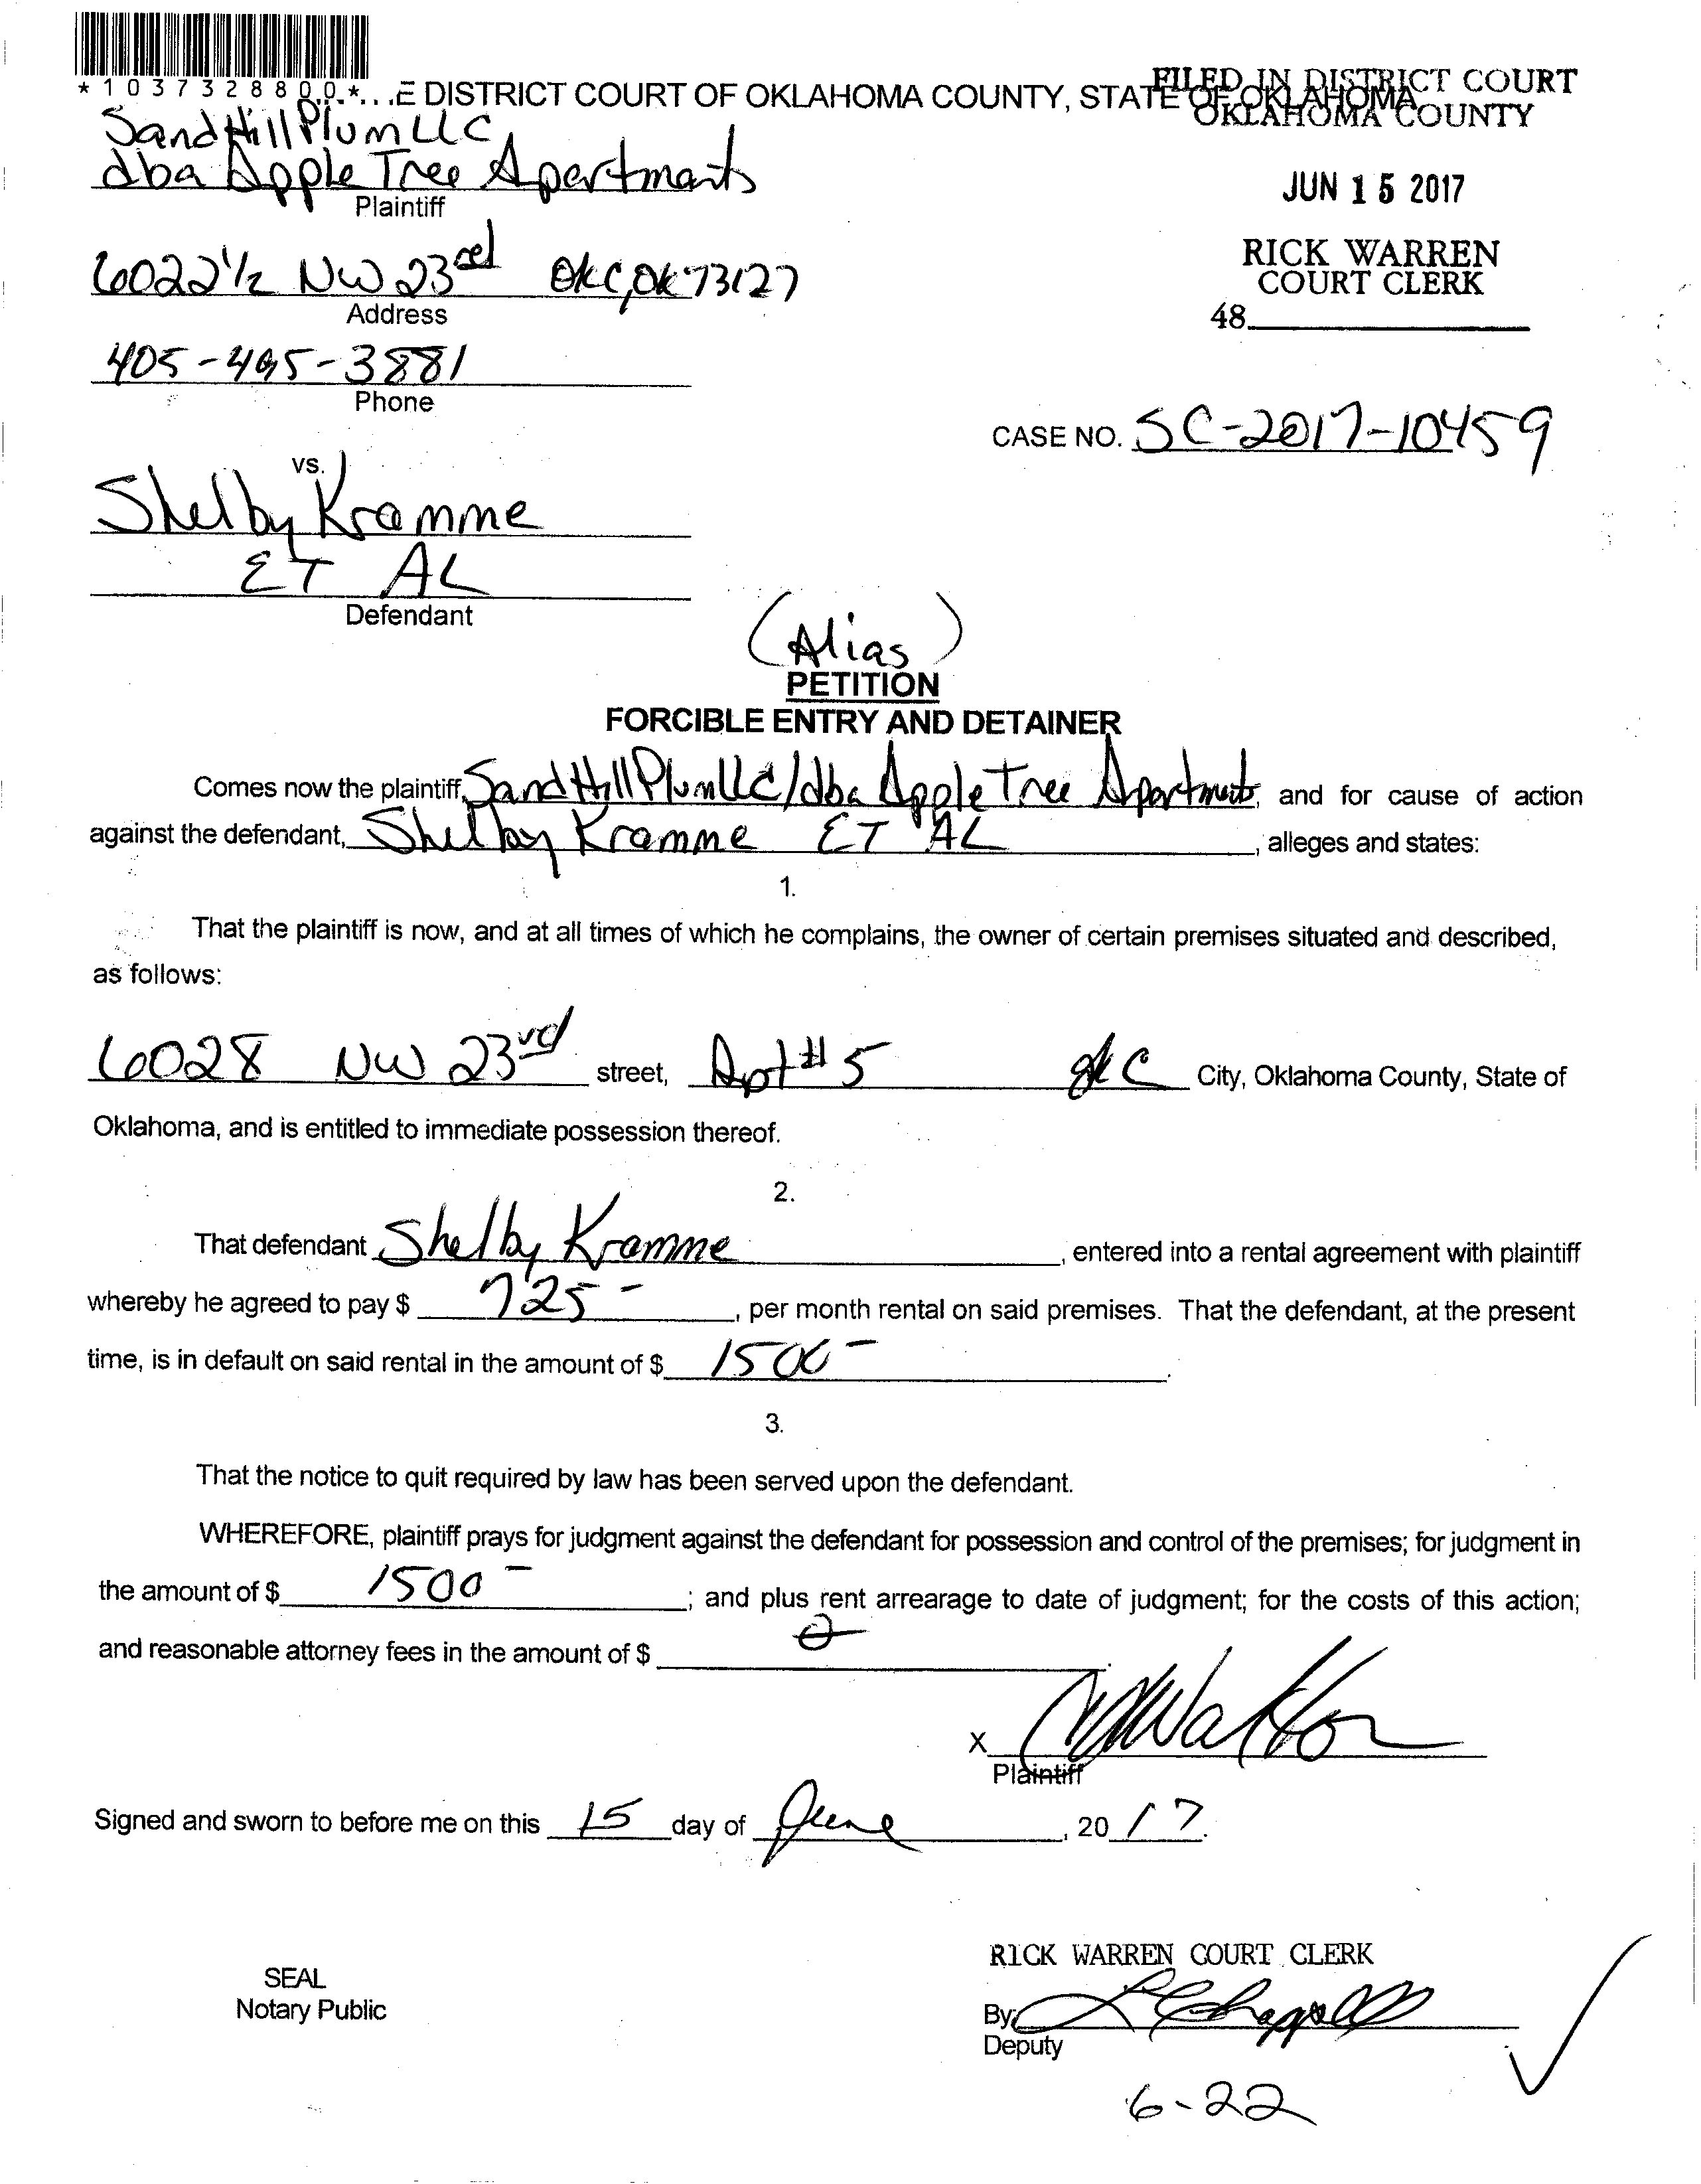 *1037328800*
E DISTRICT COURT OF OKLAHOMA COUNTY, STATE OF OKLAHOMA
FILED IN DISTRICT COURT
OKLAHOMA COUNTY
Sand Hill Plum LLC
dba Apple Tree Apartments
Plaintiff
JUN 15 2017
6022 1/2 NW 23rd OKC, OK 73127
Address
RICK WARREN
COURT CLERK
48
405-495-3881
Phone
CASE NO. SC-2017-10459
vs.
Shelby Kramme
ET AL
Defendant
(Alias)
PETITION
FORCIBLE ENTRY AND DETAINER
Comes now the plaintiff, Sand Hill Plum LLC/dba Apple Tree Apartments, and for cause of action
against the defendant, Shelby Kramme ET AL, alleges and states:
1.
That the plaintiff is now, and at all times of which he complains, the owner of certain premises situated and described,
as follows:
6028 NW 23rd street, Apt #5 OKC City, Oklahoma County, State of
Oklahoma, and is entitled to immediate possession thereof.
2.
That defendant Shelby Kramme, entered into a rental agreement with plaintiff
whereby he agreed to pay $ 725-, per month rental on said premises. That the defendant, at the present
time, is in default on said rental in the amount of $ 1500-.
3.
That the notice to quit required by law has been served upon the defendant.
WHEREFORE, plaintiff prays for judgment against the defendant for possession and control of the premises; for judgment in
the amount of $ 1500-; and plus rent arrearage to date of judgment; for the costs of this action;
and reasonable attorney fees in the amount of $ 0.
X
Plaintiff
Signed and sworn to before me on this 15 day of June, 2017.
RICK WARREN COURT CLERK
SEAL
Notary Public
By
Deputy
6-22